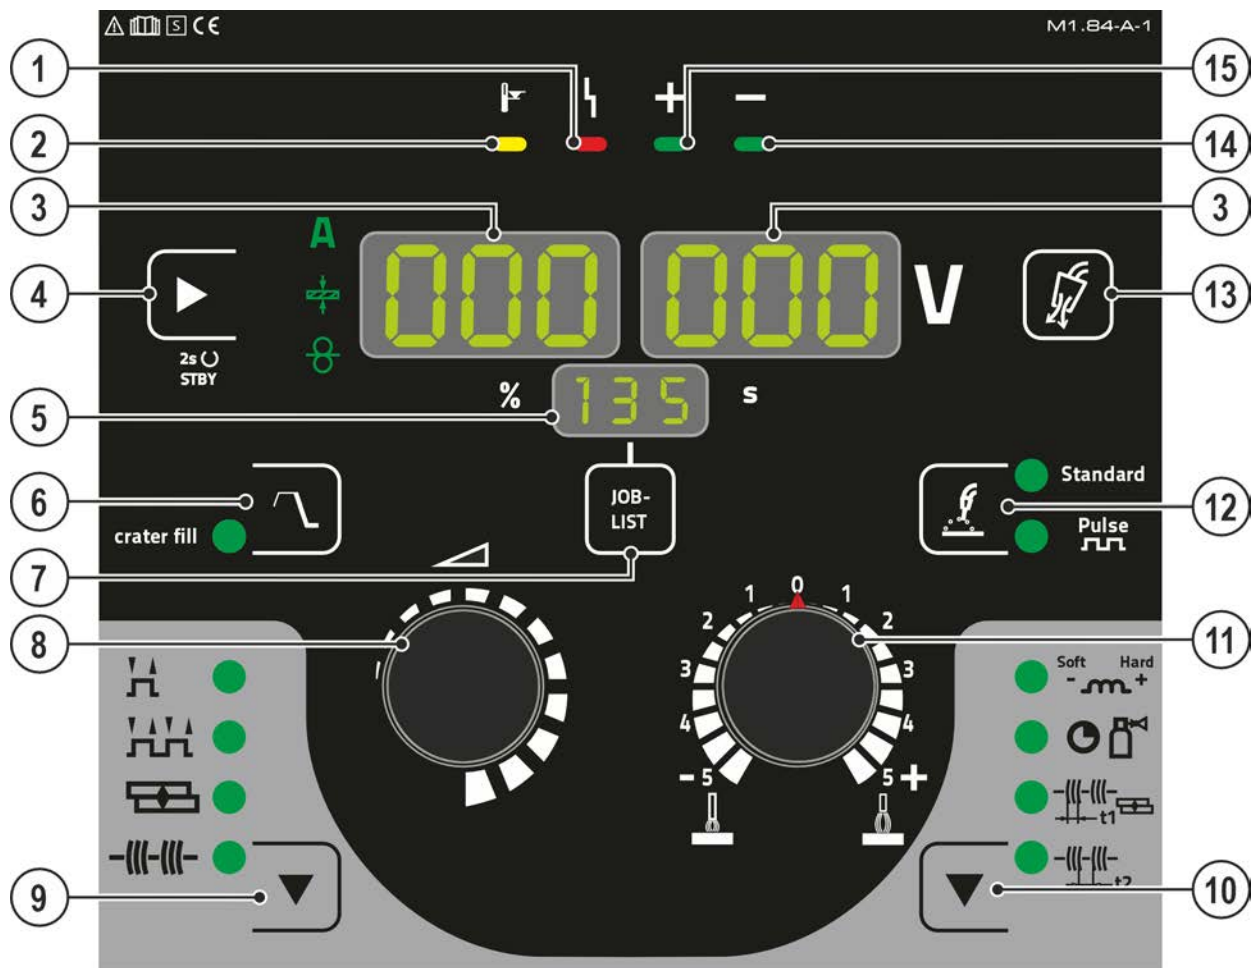 S CE
M1.84-A-1
1
15
2
14
3
3
A
000
000
V
4
13
2s
STBY
%
135
s
5
6
JOB-
LIST
Standard
12
crater fill
Pulse
7
0
1
1
8
2
2
11
3
3
Soft
Hard
-
+
4
4
- 5
5 +
t1
t2
9
10